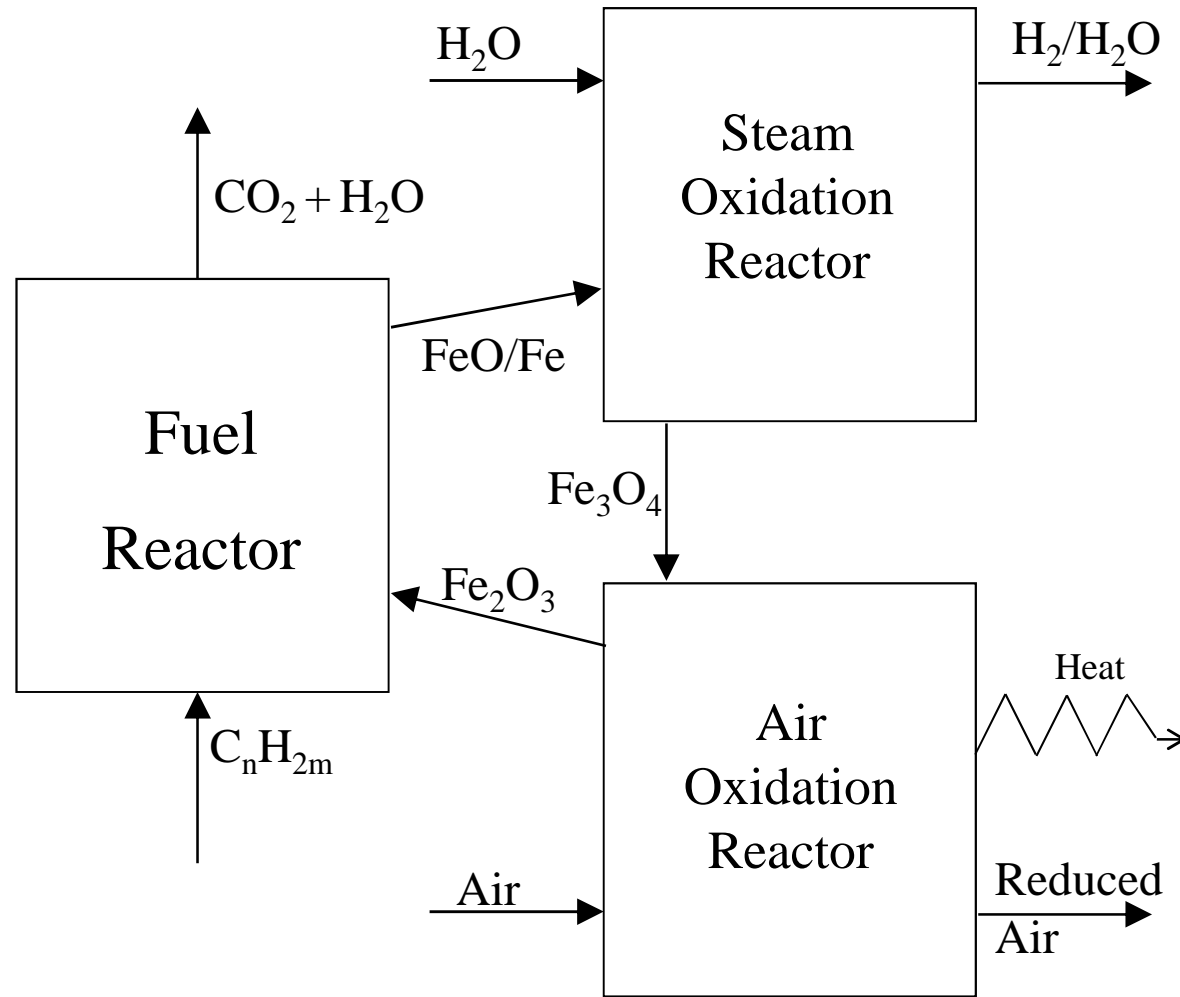 H₂O
H₂/H₂O
Steam
Oxidation
Reactor
CO₂ + H₂O
FeO/Fe
Fuel
Reactor
Fe₃O₄
Fe₂O₃
Heat
CₙH₂ₘ
Air
Oxidation
Reactor
Air
Reduced
Air